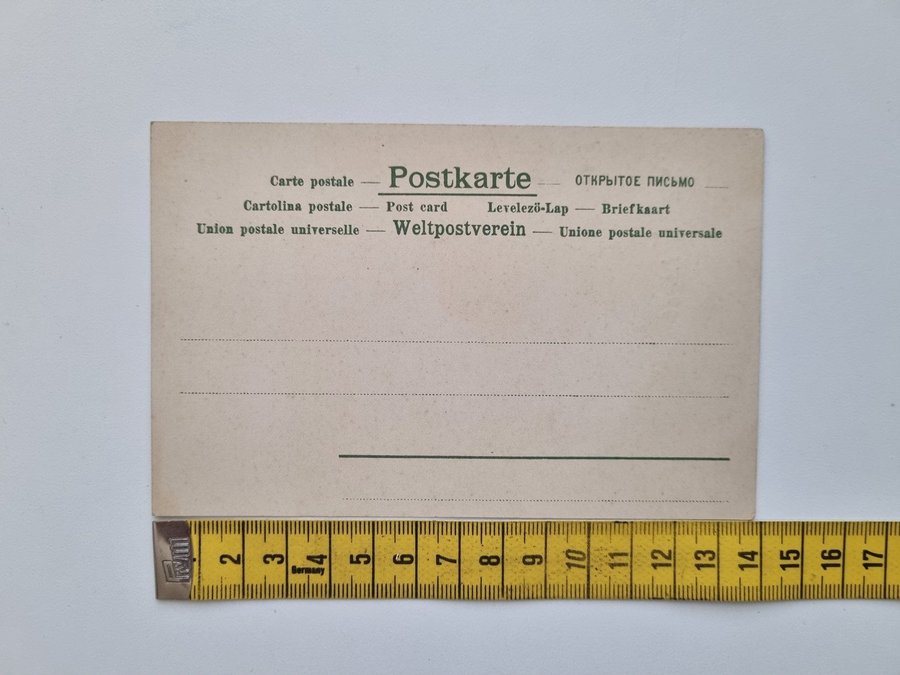 Carte postale — Postkarte — ОТКРЫТОЕ ПИСЬМО —
Cartolina postale — Post card Levelező-Lap — Briefkaart
Union postale universelle — Weltpostverein — Unione postale universale
2 3 4 5 6 7 8 9 10 11 12 13 14 15 16 17
Germany